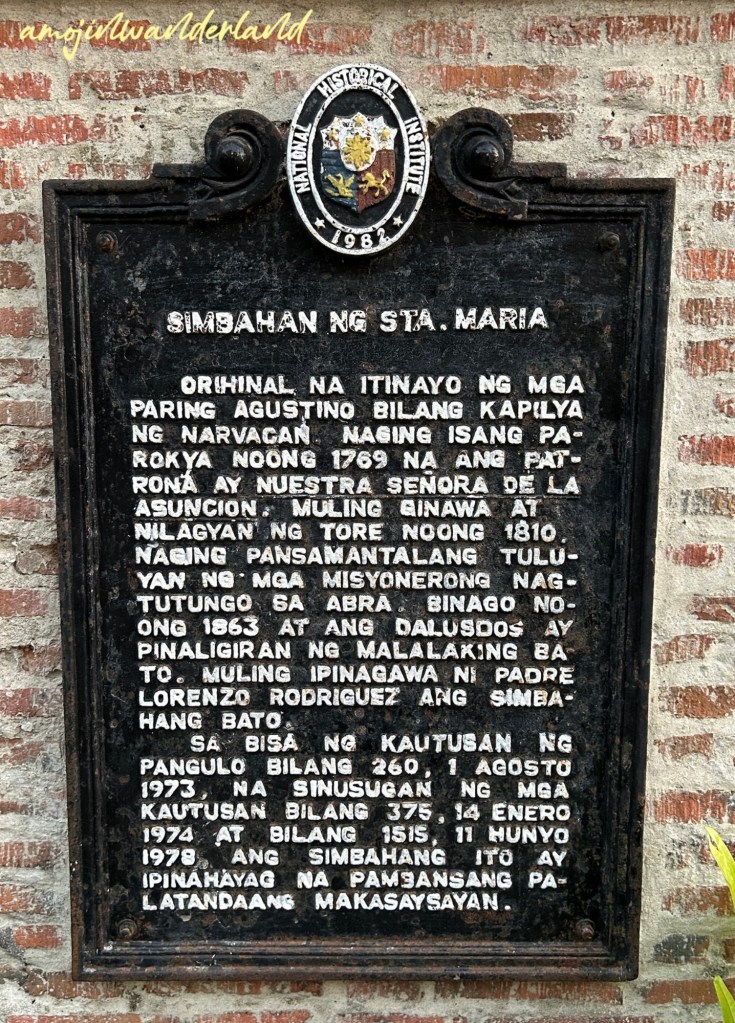 amojinwanderland
NATIONAL HISTORICAL INSTITUTE
1982
SIMBAHAN NG STA. MARIA
ORIHINAL NA ITINAYO NG MGA
PARING AGUSTINO BILANG KAPILYA
NG NARVACAN. NAGING ISANG PA-
ROKYA NOONG 1769 NA ANG PAT-
RONA AY NUESTRA SEÑORA DE LA
ASUNCION. MULING GINAWA AT
NILAGYAN NG TORE NOONG 1810.
NAGING PANSAMANTALANG TULU-
YAN NG MGA MISYONERONG NAG-
TUTUNGO SA ABRA. BINAGO NO-
ONG 1863 AT ANG DALUSDOS AY
PINALIGIRAN NG MALALAKING BA
TO. MULING IPINAGAWA NI PADRE
LORENZO RODRIGUEZ ANG SIMBA-
HANG BATO.
SA BISA NG KAUTUSAN NG
PANGULO BILANG 260, 1 AGOSTO
1973, NA SINUSUGAN NG MGA
KAUTUSAN BILANG 375, 14 ENERO
1974 AT BILANG 1515, 11 HUNYO
1978, ANG SIMBAHANG ITO AY
IPINAHAYAG NA PAMBANSANG PA-
LATANDAANG MAKASAYSAYAN.